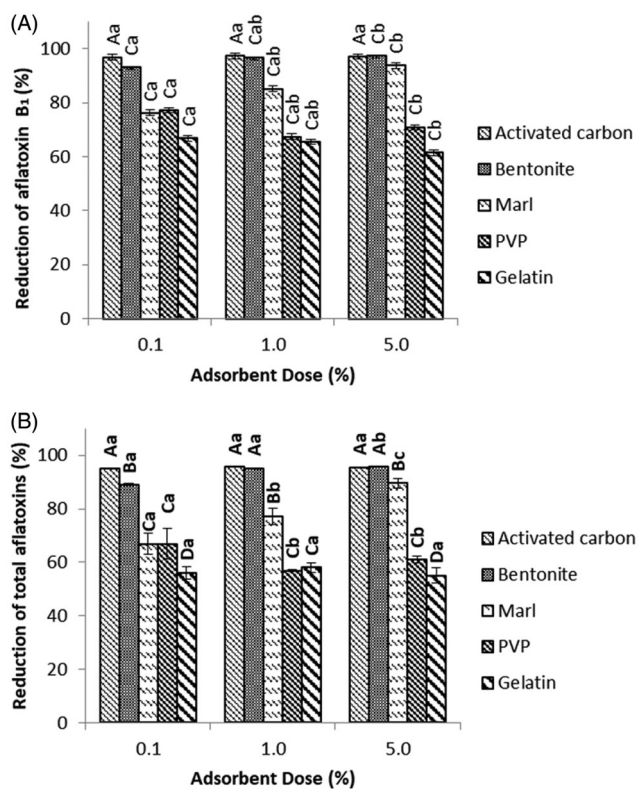 (A)
Reduction of aflatoxin B₁ (%)
100
80
60
40
20
0
Aa
Ca
Ca
Ca
Ca
Aa
Cab
Cab
Cab
Cab
Aa
Cb
Cb
Cb
Cb
0.1
1.0
5.0
Adsorbent Dose (%)
Activated carbon
Bentonite
Marl
PVP
Gelatin
(B)
Reduction of total aflatoxins (%)
100
80
60
40
20
0
Aa
Ba
Ca
Ca
Da
Aa
Aa
Bb
Cb
Ca
Aa
Ab
Bc
Cb
Da
0.1
1.0
5.0
Adsorbent Dose (%)
Activated carbon
Bentonite
Marl
PVP
Gelatin